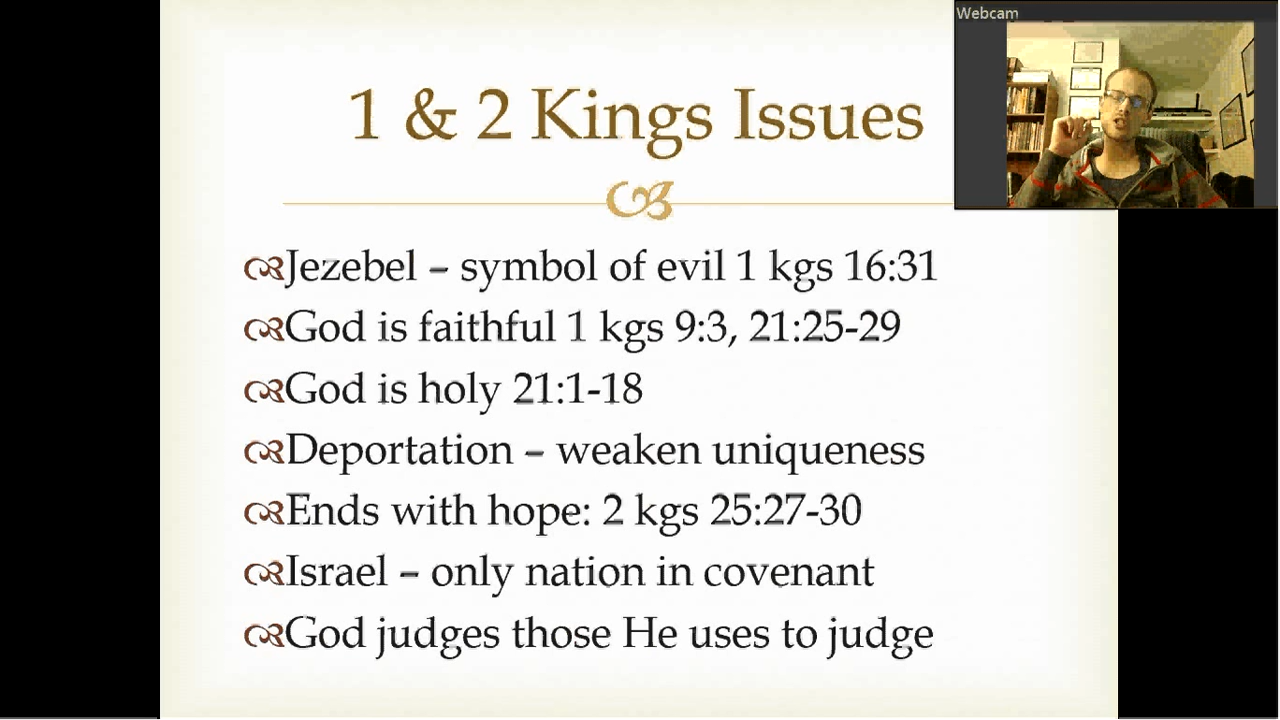 Webcam
1 & 2 Kings Issues
Jezebel – symbol of evil 1 kgs 16:31
God is faithful 1 kgs 9:3, 21:25-29
God is holy 21:1-18
Deportation – weaken uniqueness
Ends with hope: 2 kgs 25:27-30
Israel – only nation in covenant
God judges those He uses to judge